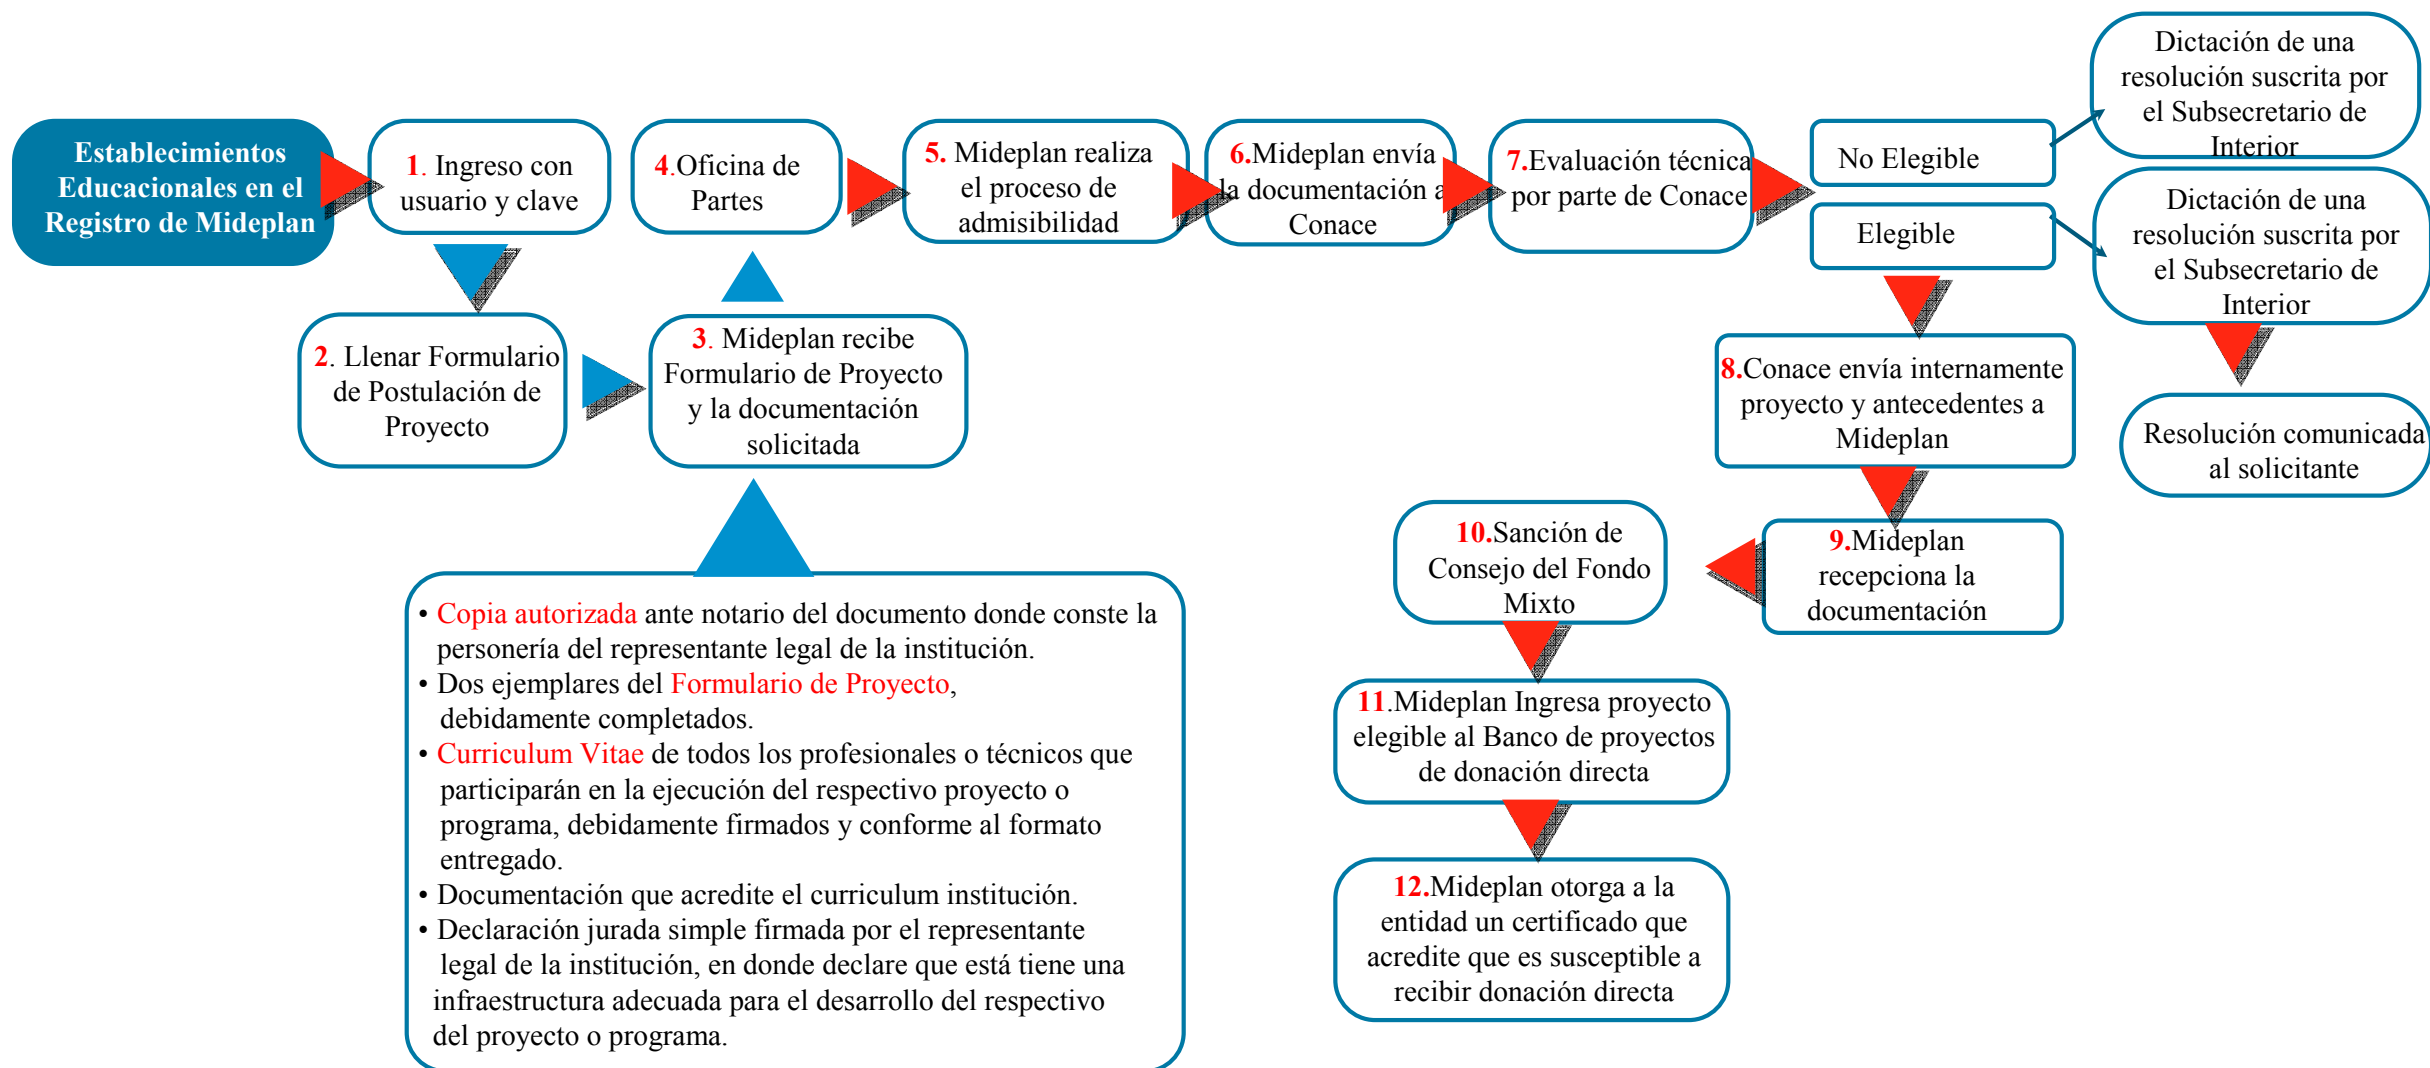 Establecimientos
Educacionales en el
Registro de Mideplan
1. Ingreso con
usuario y clave
2. Llenar Formulario
de Postulación de
Proyecto
3. Mideplan recibe
Formulario de Proyecto
y la documentación
solicitada
4.Oficina de
Partes
5. Mideplan realiza
el proceso de
admisibilidad
6.Mideplan envía
la documentación a
Conace
7.Evaluación técnica
por parte de Conace
No Elegible
Elegible
Dictación de una
resolución suscrita por
el Subsecretario de
Interior
Dictación de una
resolución suscrita por
el Subsecretario de
Interior
Resolución comunicada
al solicitante
8.Conace envía internamente
proyecto y antecedentes a
Mideplan
9.Mideplan
recepciona la
documentación
10.Sanción de
Consejo del Fondo
Mixto
11.Mideplan Ingresa proyecto
elegible al Banco de proyectos
de donación directa
12.Mideplan otorga a la
entidad un certificado que
acredite que es susceptible a
recibir donación directa
• Copia autorizada ante notario del documento donde conste la
personería del representante legal de la institución.
• Dos ejemplares del Formulario de Proyecto,
debidamente completados.
• Curriculum Vitae de todos los profesionales o técnicos que
participarán en la ejecución del respectivo proyecto o
programa, debidamente firmados y conforme al formato
entregado.
• Documentación que acredite el curriculum institución.
• Declaración jurada simple firmada por el representante
legal de la institución, en donde declare que está tiene una
infraestructura adecuada para el desarrollo del respectivo
del proyecto o programa.